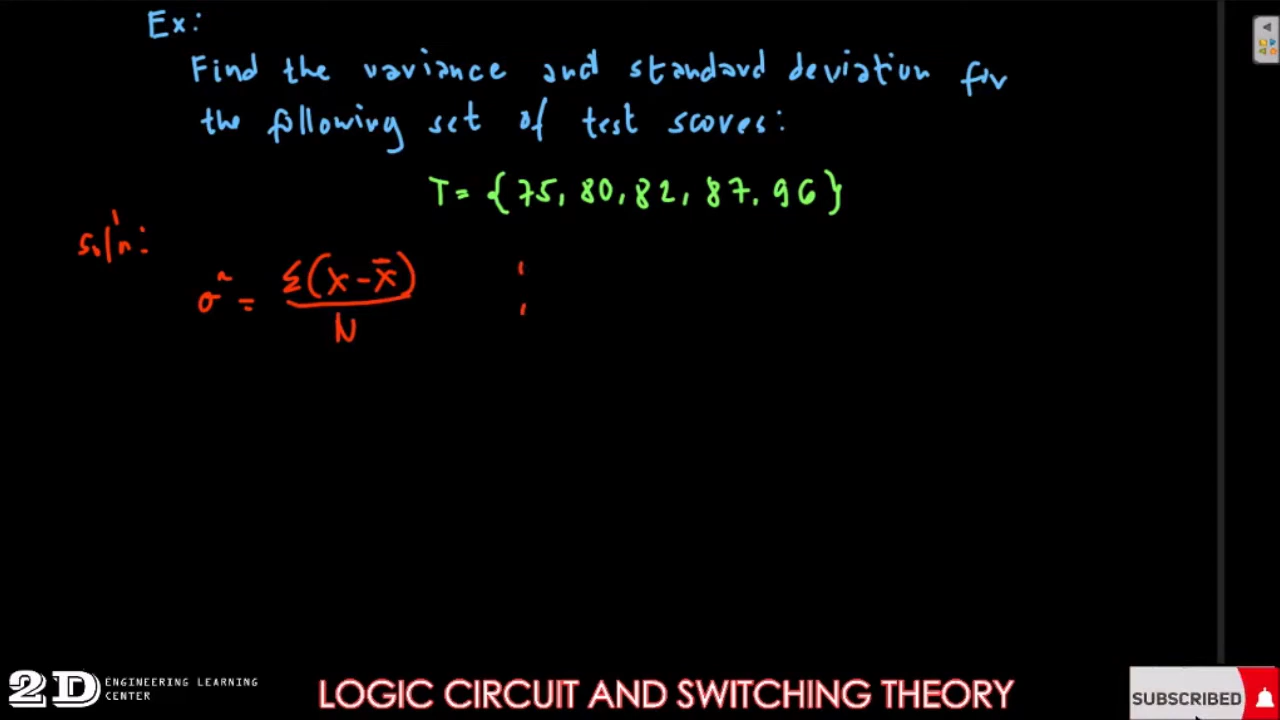 Ex:
Find the variance and standard deviation for
the following set of test scores:
T = {75, 80, 82, 87, 96}
sol'n:
σ² = Σ(x - x̄)
N
2D ENGINEERING LEARNING
CENTER
LOGIC CIRCUIT AND SWITCHING THEORY
SUBSCRIBED